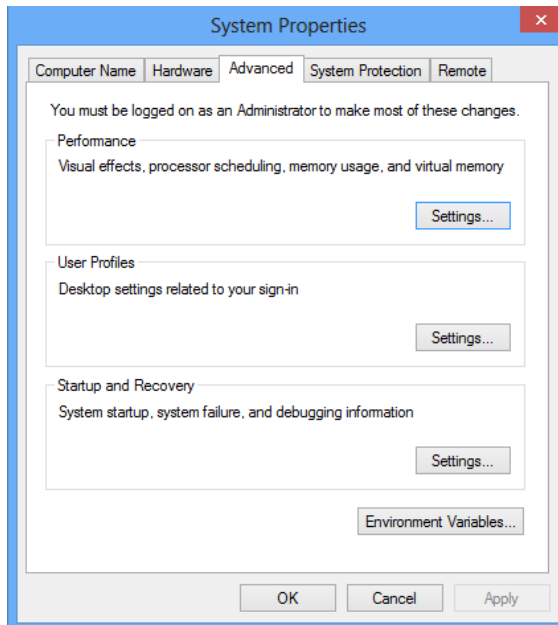 System Properties
Computer Name Hardware Advanced System Protection Remote
You must be logged on as an Administrator to make most of these changes.
Performance
Visual effects, processor scheduling, memory usage, and virtual memory
Settings...
User Profiles
Desktop settings related to your sign-in
Settings...
Startup and Recovery
System startup, system failure, and debugging information
Settings...
Environment Variables...
OK Cancel Apply